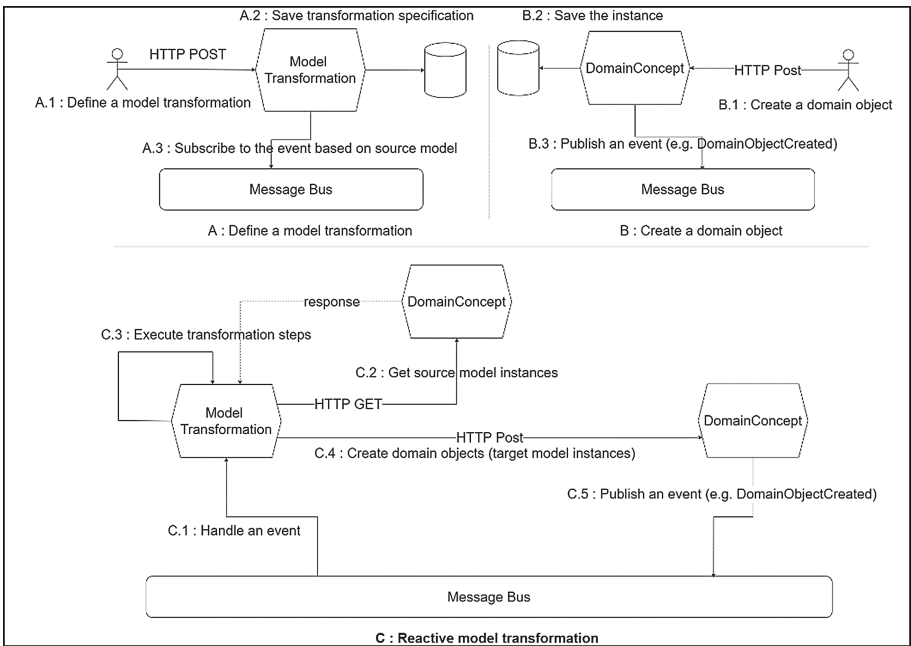 A.2 : Save transformation specification
HTTP POST
Model
Transformation
A.1 : Define a model transformation
A.3 : Subscribe to the event based on source model
Message Bus
A : Define a model transformation
B.2 : Save the instance
DomainConcept
HTTP Post
B.1 : Create a domain object
B.3 : Publish an event (e.g. DomainObjectCreated)
Message Bus
B : Create a domain object
response
DomainConcept
C.3 : Execute transformation steps
C.2 : Get source model instances
Model
Transformation
HTTP GET
DomainConcept
HTTP Post
C.4 : Create domain objects (target model instances)
C.5 : Publish an event (e.g. DomainObjectCreated)
C.1 : Handle an event
Message Bus
C : Reactive model transformation